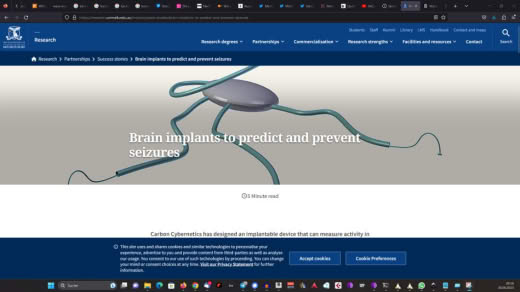 Students Staff Alumni Library LMS Handbook Contact and maps
Research
Research degrees Partnerships Commercialisation Research strengths Facilities and resources Contact
Search
Research > Partnerships > Success stories > Brain implants to predict and prevent seizures
Brain implants to predict and prevent
seizures
5 Minute read
Carbon Cybernetics has designed an implantable device that can measure activity in
This site uses cookies and similar technologies to personalise your
experience, advertise to you and provide content from third-parties as well as analyse
our usage. You consent to our use of such technologies by proceeding. You can change
your mind or consent choices at any time. Visit our Privacy Statement for further
information.
Accept cookies
Cookie Preferences